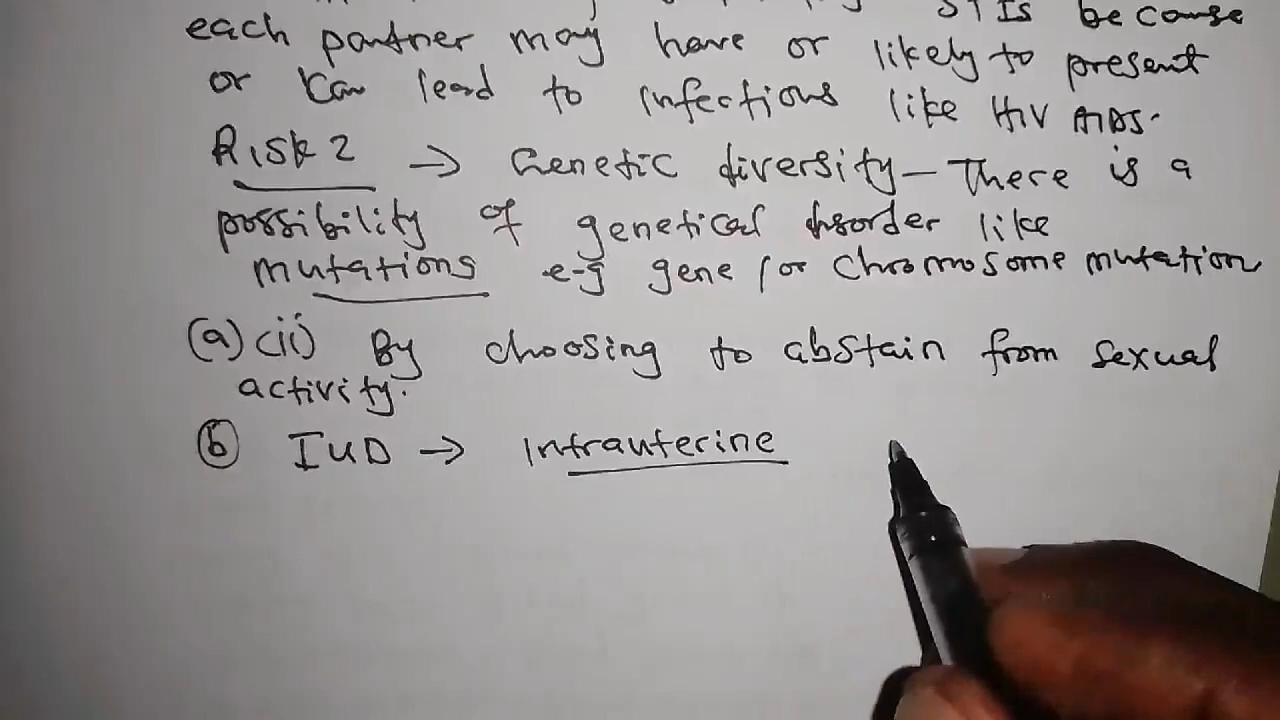 STIs because
each partner may have or likely to present
or can lead to infections like HIV AIDS.
Risk 2 → Genetic diversity - There is a
possibility of genetical disorder like
mutations e-g gene / or chromosome mutation
(a) (ii) By choosing to abstain from sexual
activity.
(b) IUD → Intrauterine